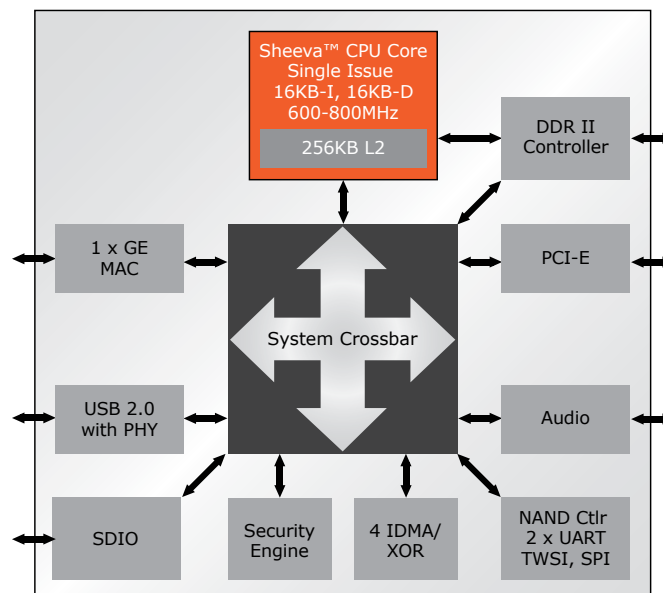 Sheeva™ CPU Core
Single Issue
16KB-I, 16KB-D
600-800MHz
256KB L2
DDR II
Controller
1 x GE
MAC
PCI-E
System Crossbar
USB 2.0
with PHY
Audio
SDIO
Security
Engine
4 IDMA/
XOR
NAND Ctlr
2 x UART
TWSI, SPI